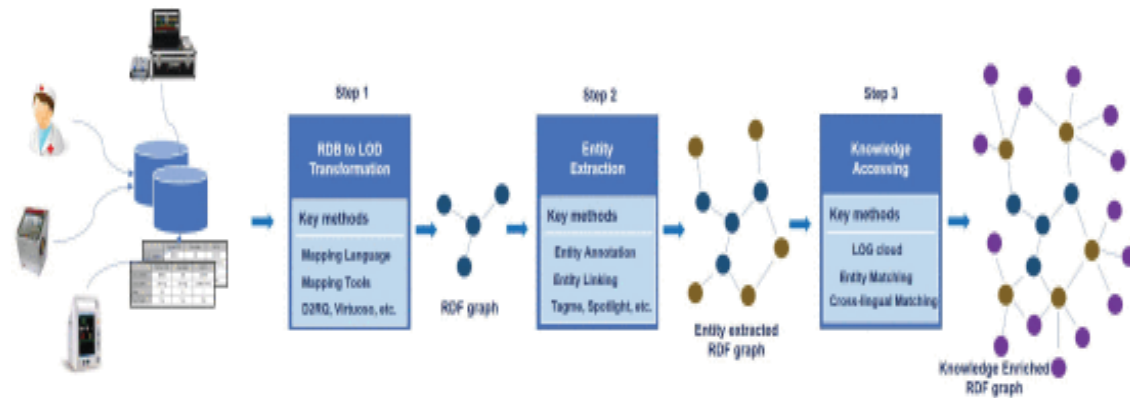 Step 1
RDB to LOD
Transformation
Key methods
Mapping Language
Mapping Tools
D2RQ, Virtuoso, etc.
RDF graph
Step 2
Entity
Extraction
Key methods
Entity Annotation
Entity Linking
Tagme, Spotlight, etc.
Entity extracted
RDF graph
Step 3
Knowledge
Accessing
Key methods
LOG cloud
Entity Matching
Cross-lingual Matching
Knowledge Enriched
RDF graph